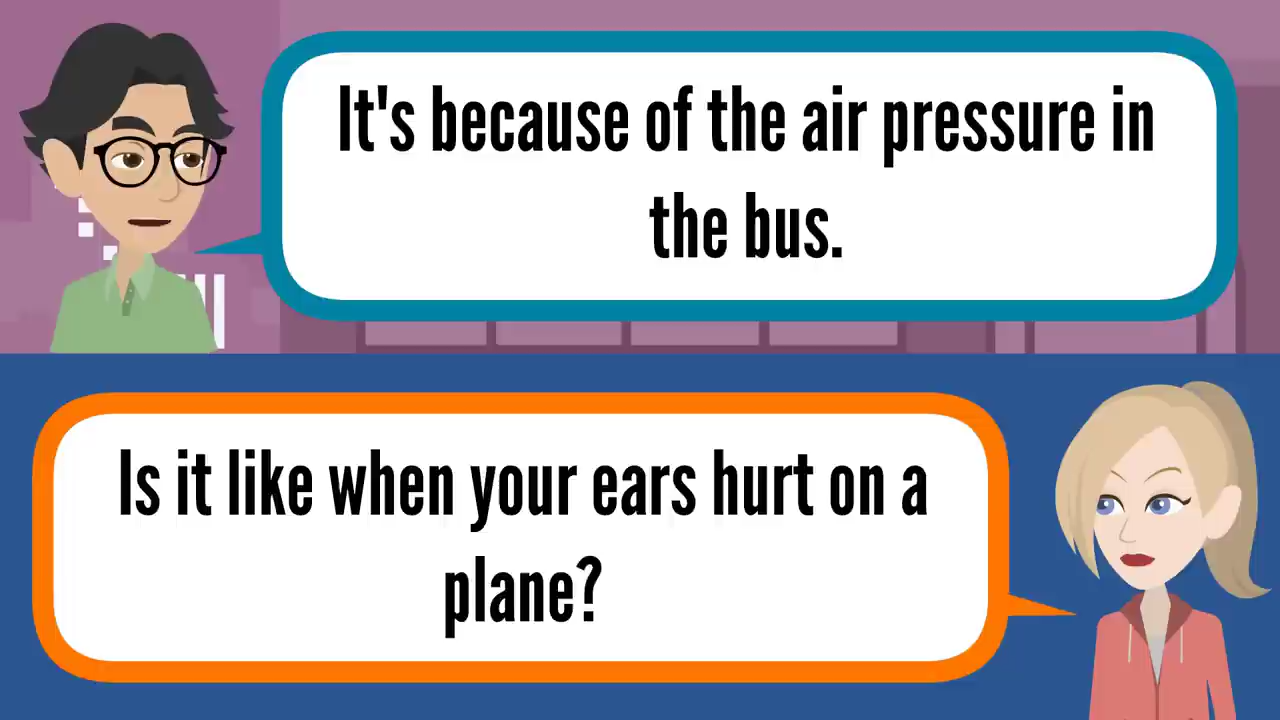 It's because of the air pressure in
the bus.
Is it like when your ears hurt on a
plane?